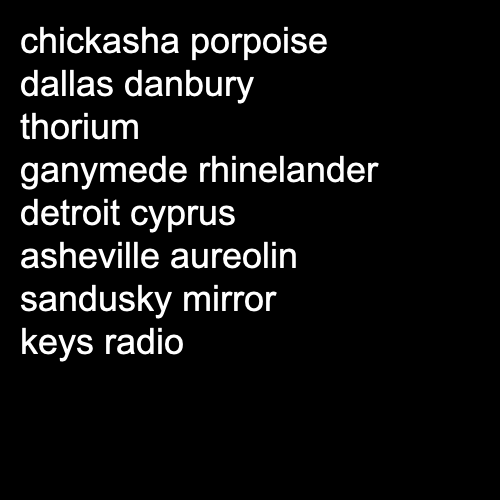 chickasha porpoise
dallas danbury
thorium
ganymede rhinelander
detroit cyprus
asheville aureolin
sandusky mirror
keys radio